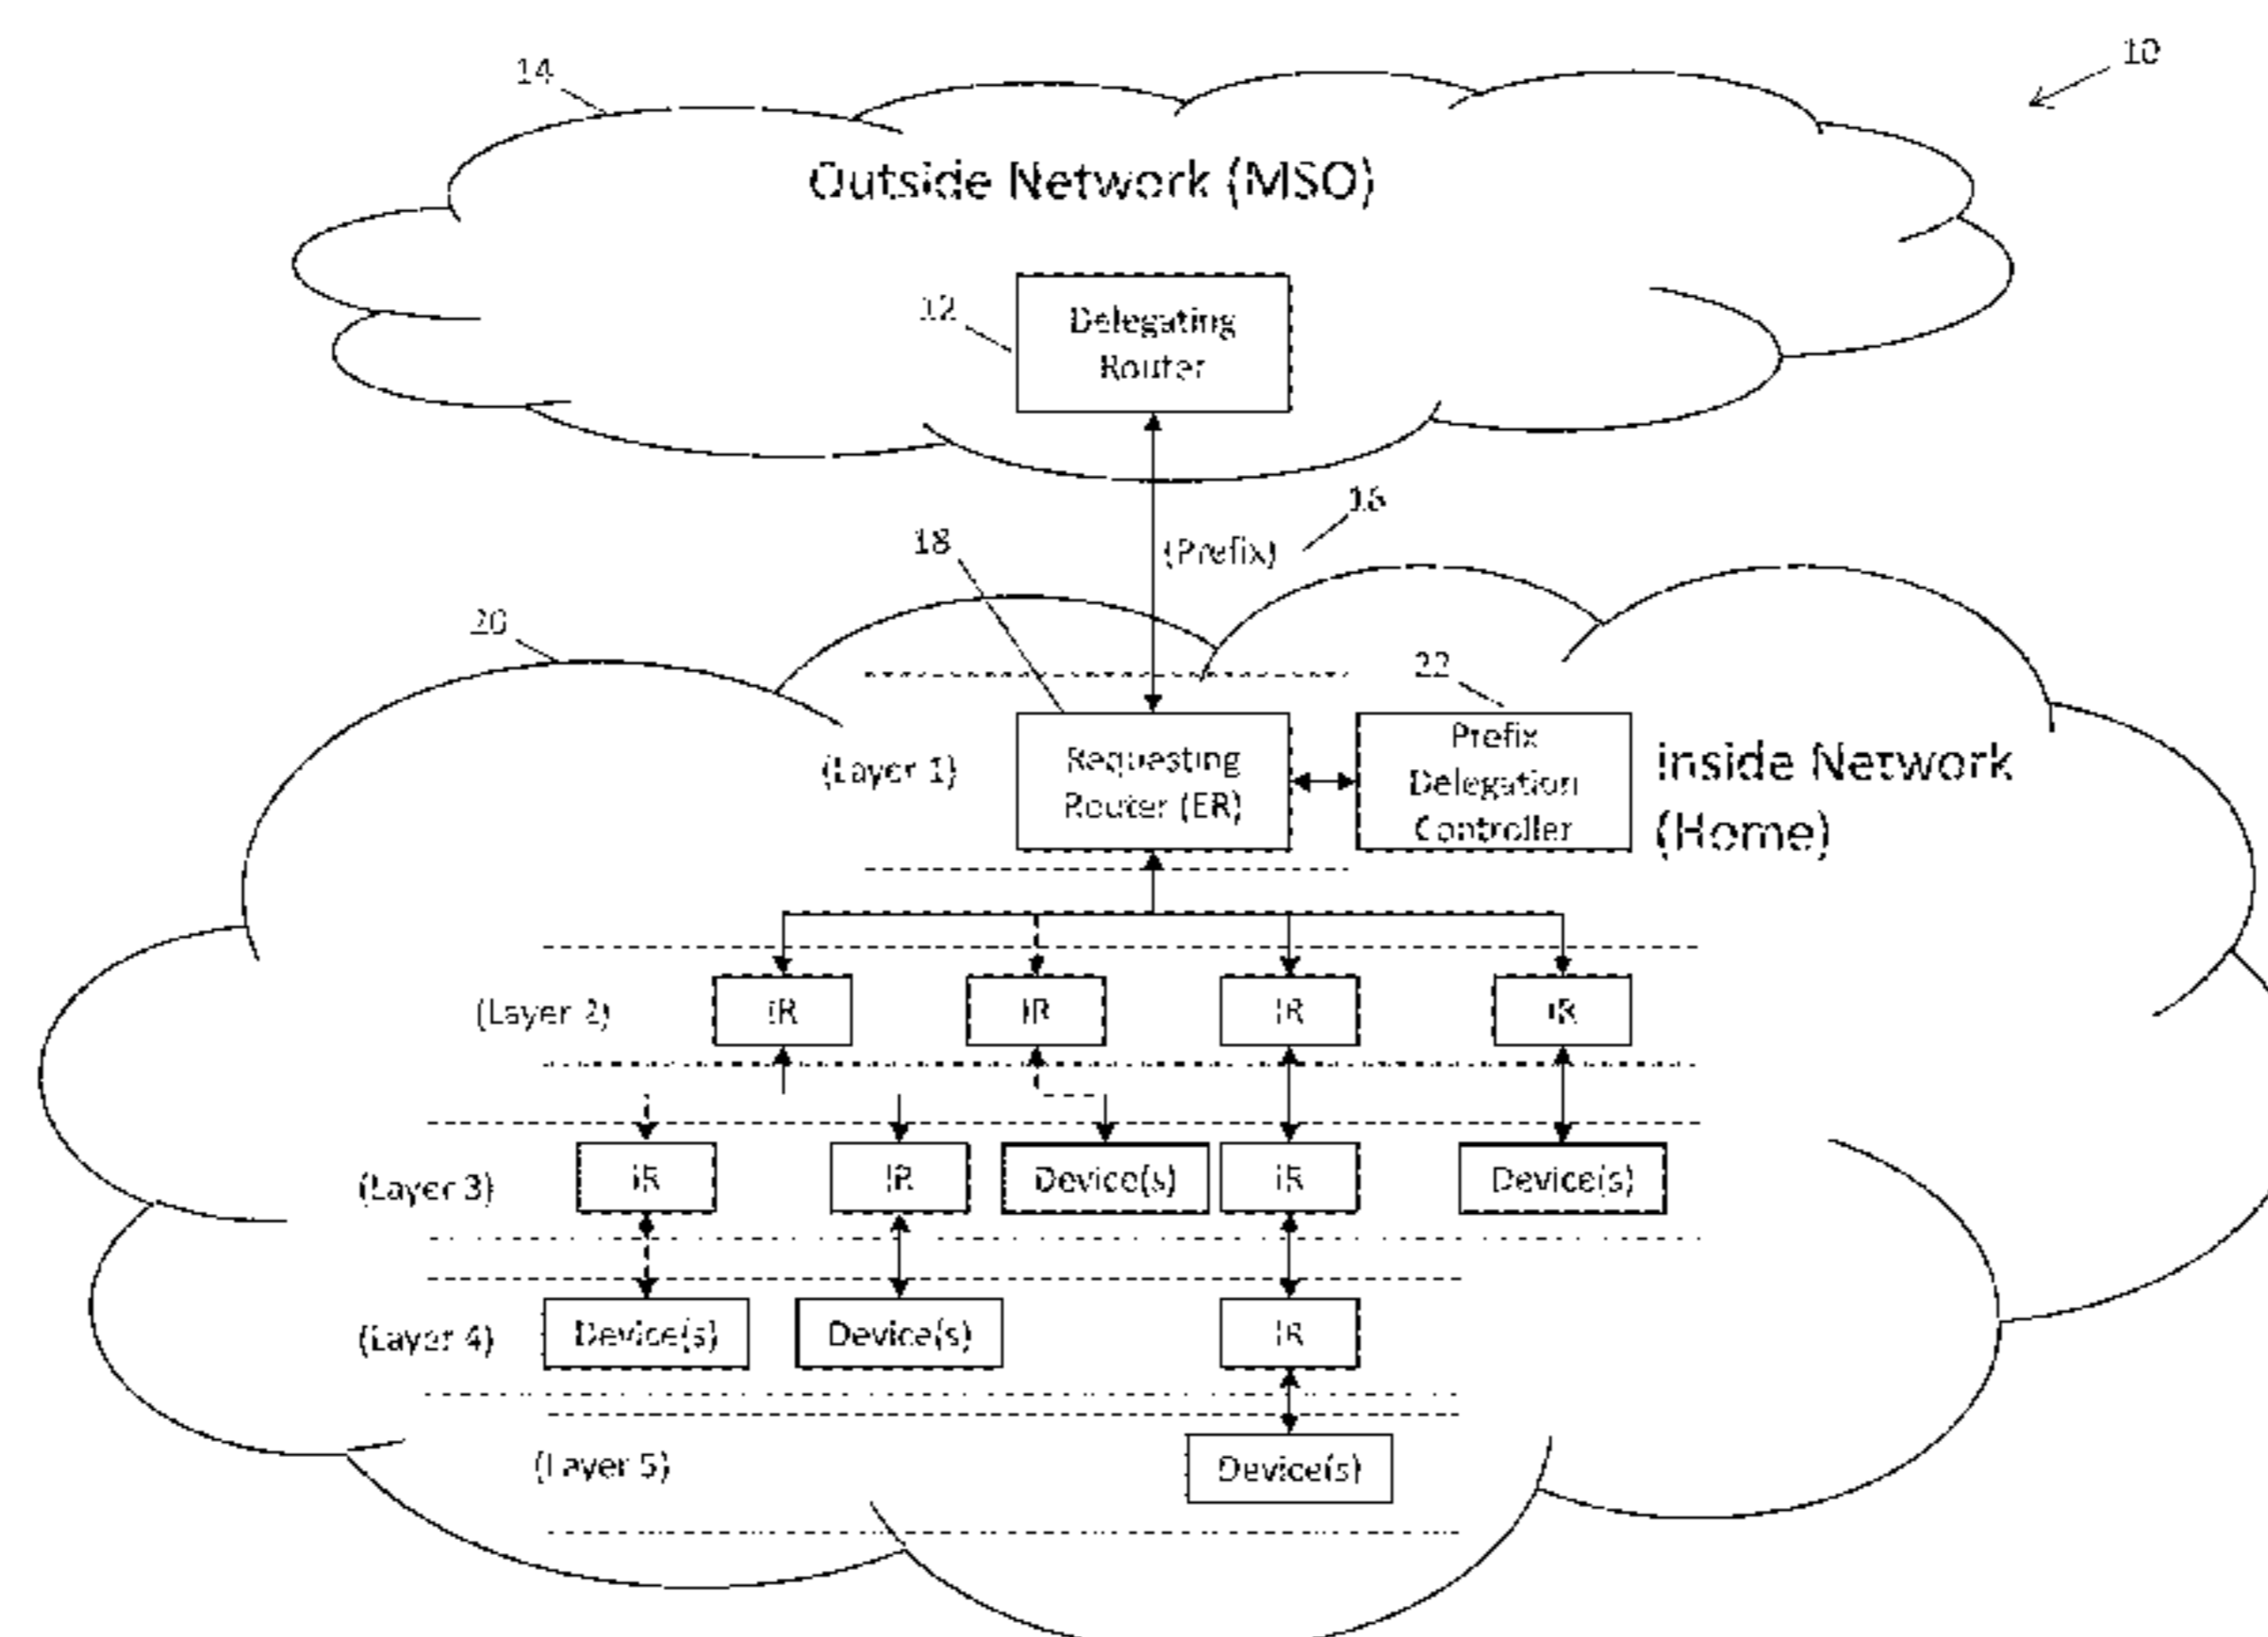 10
14
Outside Network (MSO)
12
Delegating
Router
16
18
(Prefix)
20
22
(Layer 1)
Requesting
Router (ER)
Prefix
Delegation
Controller
Inside Network
(Home)
(Layer 2)
IR
IR
IR
IR
(Layer 3)
IR
IR
Device(s)
IR
Device(s)
(Layer 4)
Device(s)
Device(s)
IR
(Layer 5)
Device(s)